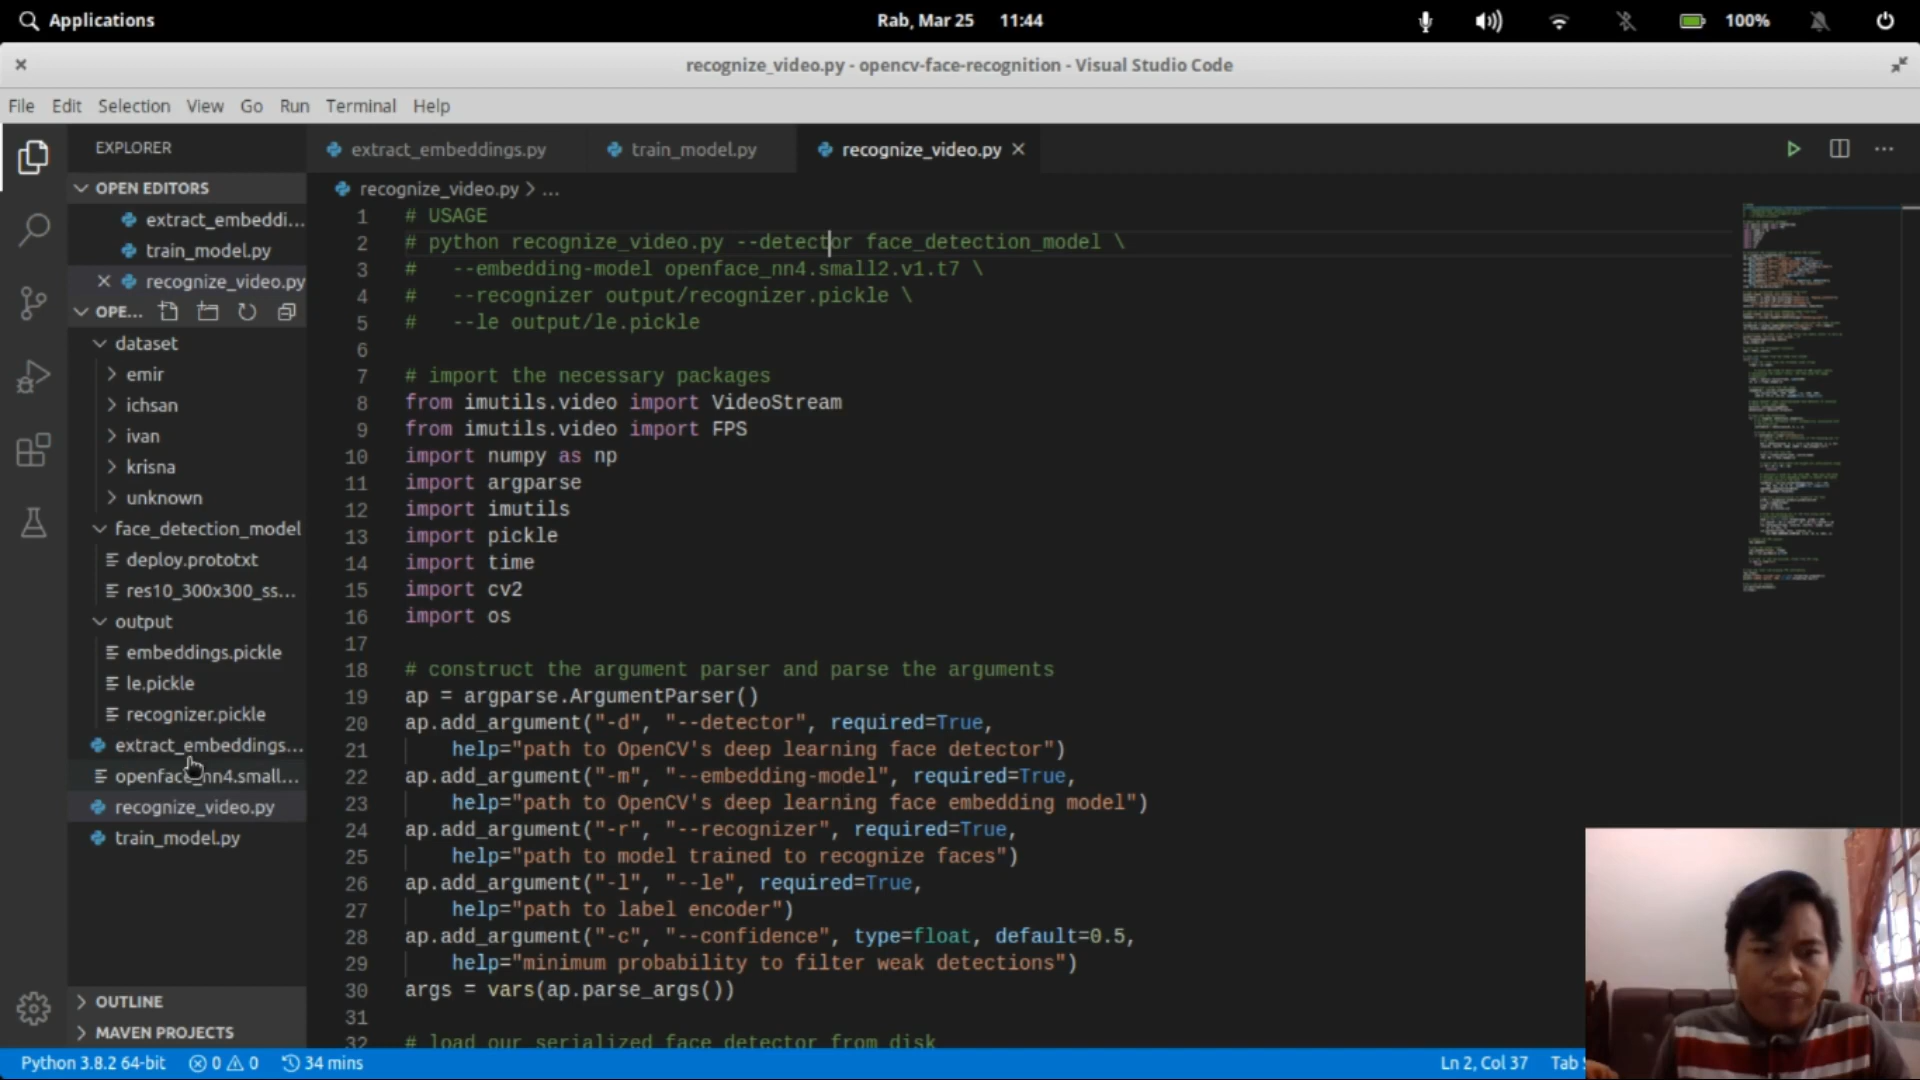 Applications
Rab, Mar 25 11:44
100%
recognize_video.py - opencv-face-recognition - Visual Studio Code
File Edit Selection View Go Run Terminal Help
EXPLORER
OPEN EDITORS
extract_embeddi...
train_model.py
recognize_video.py
OPE...
dataset
emir
ichsan
ivan
krisna
unknown
face_detection_model
deploy.prototxt
res10_300x300_ss...
output
embeddings.pickle
le.pickle
recognizer.pickle
extract_embeddings...
openface_nn4.small...
recognize_video.py
train_model.py
OUTLINE
MAVEN PROJECTS
extract_embeddings.py train_model.py recognize_video.py
recognize_video.py > ...
1 # USAGE
2 # python recognize_video.py --detector face_detection_model \
3 # --embedding-model openface_nn4.small2.v1.t7 \
4 # --recognizer output/recognizer.pickle \
5 # --le output/le.pickle
6
7 # import the necessary packages
8 from imutils.video import VideoStream
9 from imutils.video import FPS
10 import numpy as np
11 import argparse
12 import imutils
13 import pickle
14 import time
15 import cv2
16 import os
17
18 # construct the argument parser and parse the arguments
19 ap = argparse.ArgumentParser()
20 ap.add_argument("-d", "--detector", required=True,
21 help="path to OpenCV's deep learning face detector")
22 ap.add_argument("-m", "--embedding-model", required=True,
23 help="path to OpenCV's deep learning face embedding model")
24 ap.add_argument("-r", "--recognizer", required=True,
25 help="path to model trained to recognize faces")
26 ap.add_argument("-l", "--le", required=True,
27 help="path to label encoder")
28 ap.add_argument("-c", "--confidence", type=float, default=0.5,
29 help="minimum probability to filter weak detections")
30 args = vars(ap.parse_args())
31
32 # load our serialized face detector from disk
Python 3.8.2 64-bit 0 0 34 mins
Ln 2, Col 37 Tab